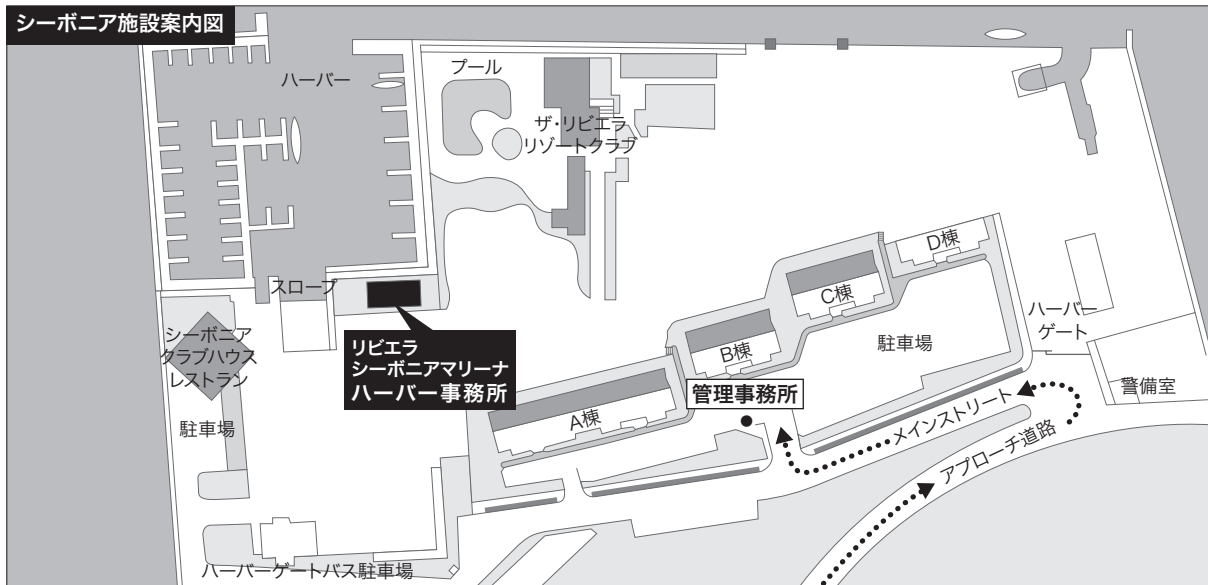 シーボニア施設案内図
ハーバー
プール
ザ・リビエラ
リゾートクラブ
スロープ
リビエラ
シーボニアマリーナ
ハーバー事務所
シーボニア
クラブハウス
レストラン
駐車場
D棟
C棟
B棟
A棟
管理事務所
駐車場
ハーバー
ゲート
警備室
メインストリート
アプローチ道路
ハーバーゲートバス駐車場